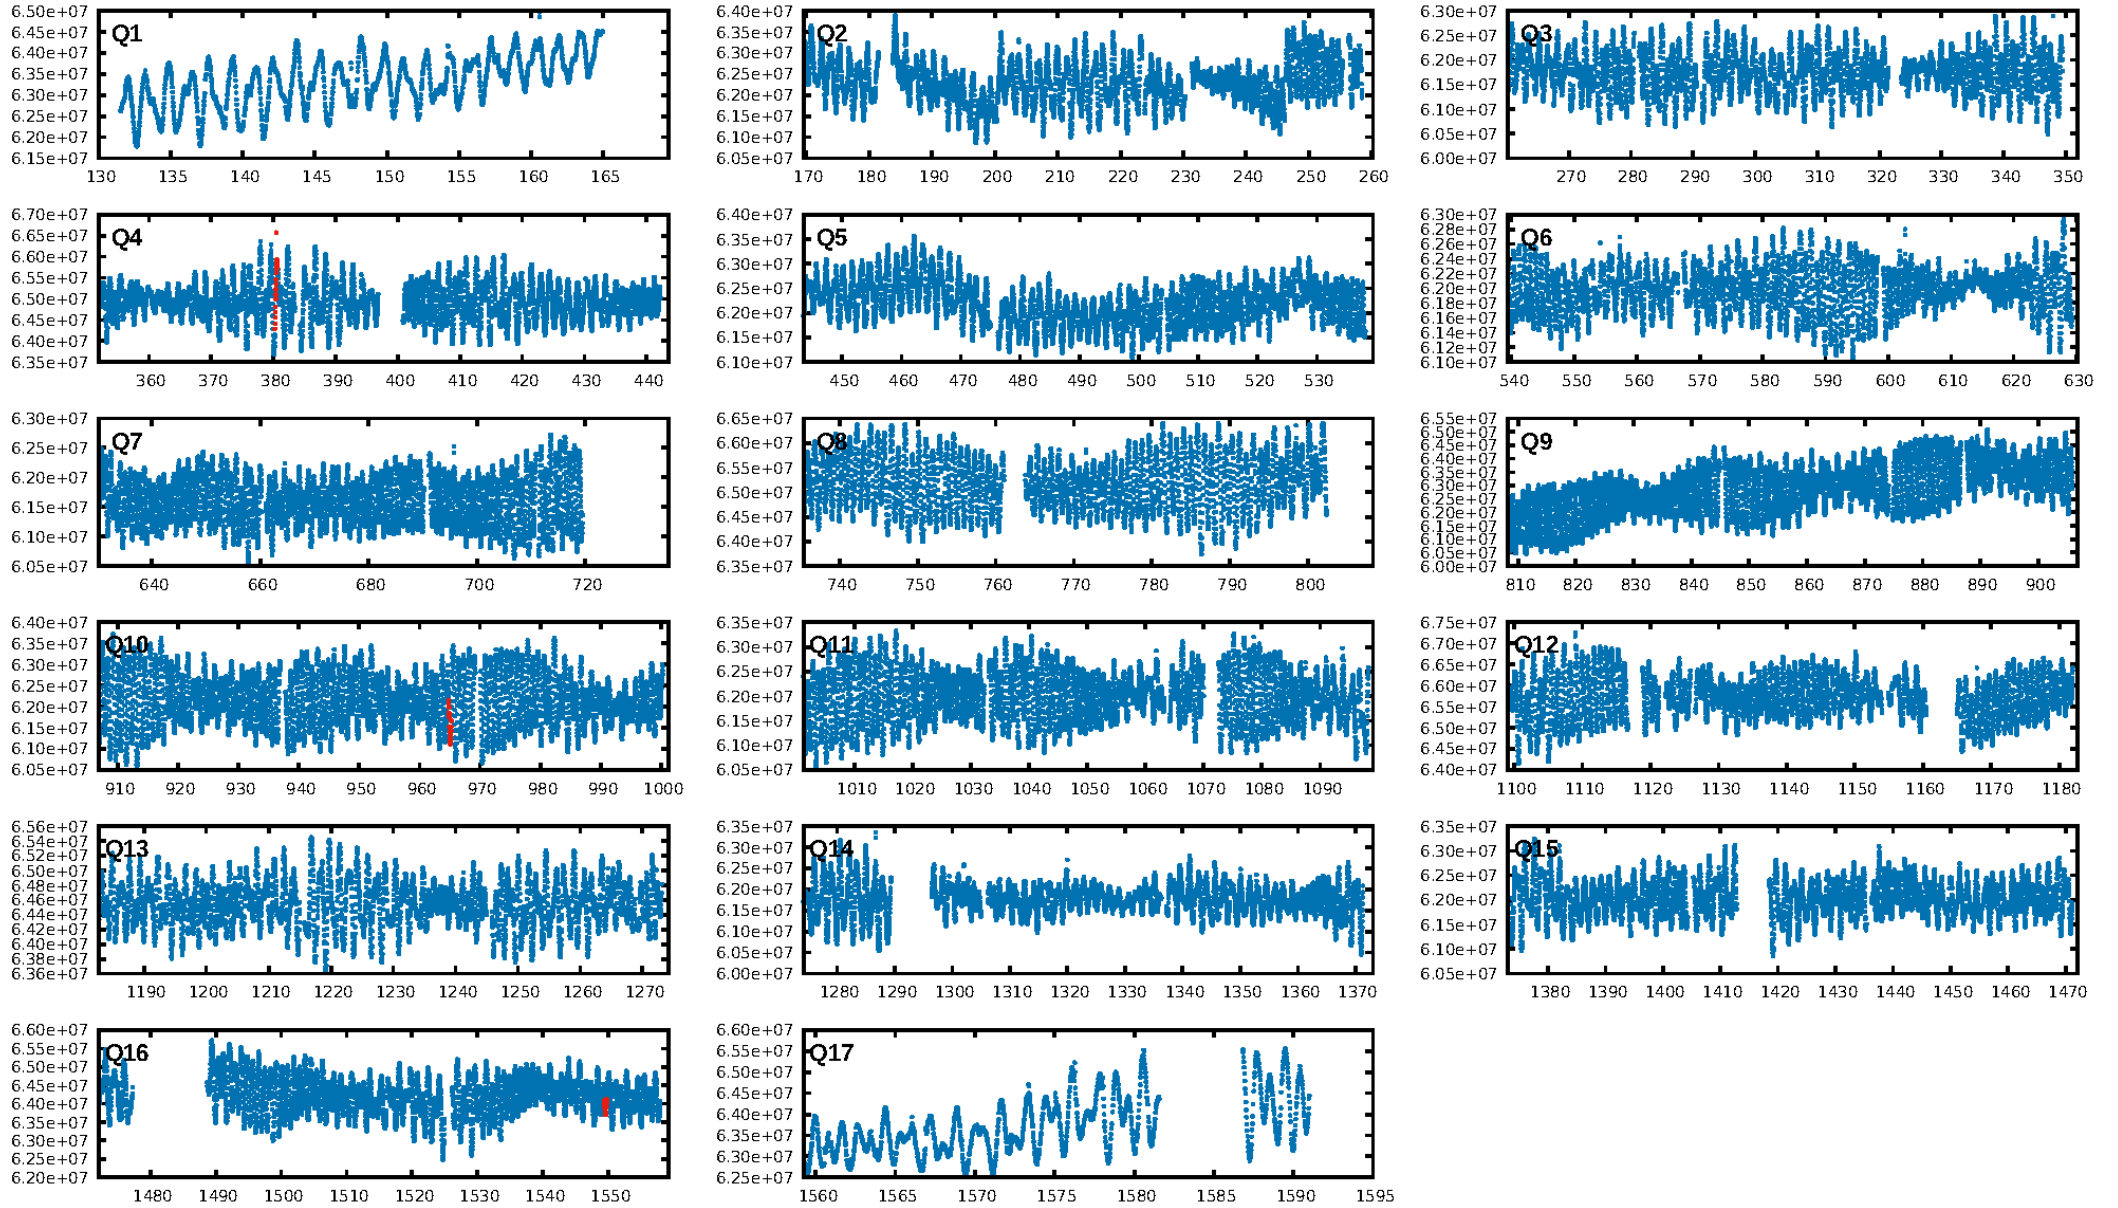 6.50e+07 6.45e+07 6.40e+07 6.35e+07 6.30e+07 6.25e+07 6.20e+07 6.15e+07
Q1
130 135 140 145 150 155 160 165
6.40e+07 6.35e+07 6.30e+07 6.25e+07 6.20e+07 6.15e+07 6.10e+07 6.05e+07
Q2
170 180 190 200 210 220 230 240 250 260
6.30e+07 6.25e+07 6.20e+07 6.15e+07 6.10e+07 6.05e+07 6.00e+07
Q3
270 280 290 300 310 320 330 340 350
6.70e+07 6.65e+07 6.60e+07 6.55e+07 6.50e+07 6.45e+07 6.40e+07 6.35e+07
Q4
360 370 380 390 400 410 420 430 440
6.40e+07 6.35e+07 6.30e+07 6.25e+07 6.20e+07 6.15e+07 6.10e+07
Q5
450 460 470 480 490 500 510 520 530
6.30e+07 6.28e+07 6.26e+07 6.24e+07 6.22e+07 6.20e+07 6.18e+07 6.16e+07 6.14e+07 6.12e+07 6.10e+07
Q6
540 550 560 570 580 590 600 610 620 630
6.30e+07 6.25e+07 6.20e+07 6.15e+07 6.10e+07 6.05e+07
Q7
640 660 680 700 720
6.65e+07 6.60e+07 6.55e+07 6.50e+07 6.45e+07 6.40e+07 6.35e+07
Q8
740 750 760 770 780 790 800
6.55e+07 6.50e+07 6.45e+07 6.40e+07 6.35e+07 6.30e+07 6.25e+07 6.20e+07 6.15e+07 6.10e+07 6.05e+07 6.00e+07
Q9
810 820 830 840 850 860 870 880 890 900
6.40e+07 6.35e+07 6.30e+07 6.25e+07 6.20e+07 6.15e+07 6.10e+07 6.05e+07
Q10
910 920 930 940 950 960 970 980 990 1000
6.35e+07 6.30e+07 6.25e+07 6.20e+07 6.15e+07 6.10e+07 6.05e+07
Q11
1010 1020 1030 1040 1050 1060 1070 1080 1090
6.75e+07 6.70e+07 6.65e+07 6.60e+07 6.55e+07 6.50e+07 6.45e+07 6.40e+07
Q12
1100 1110 1120 1130 1140 1150 1160 1170 1180
6.56e+07 6.54e+07 6.52e+07 6.50e+07 6.48e+07 6.46e+07 6.44e+07 6.42e+07 6.40e+07 6.38e+07 6.36e+07
Q13
1190 1200 1210 1220 1230 1240 1250 1260 1270
6.35e+07 6.30e+07 6.25e+07 6.20e+07 6.15e+07 6.10e+07 6.05e+07 6.00e+07
Q14
1280 1290 1300 1310 1320 1330 1340 1350 1360 1370
6.35e+07 6.30e+07 6.25e+07 6.20e+07 6.15e+07 6.10e+07 6.05e+07
Q15
1380 1390 1400 1410 1420 1430 1440 1450 1460 1470
6.60e+07 6.55e+07 6.50e+07 6.45e+07 6.40e+07 6.35e+07 6.30e+07 6.25e+07 6.20e+07
Q16
1480 1490 1500 1510 1520 1530 1540 1550
6.60e+07 6.55e+07 6.50e+07 6.45e+07 6.40e+07 6.35e+07 6.30e+07 6.25e+07
Q17
1560 1565 1570 1575 1580 1585 1590 1595